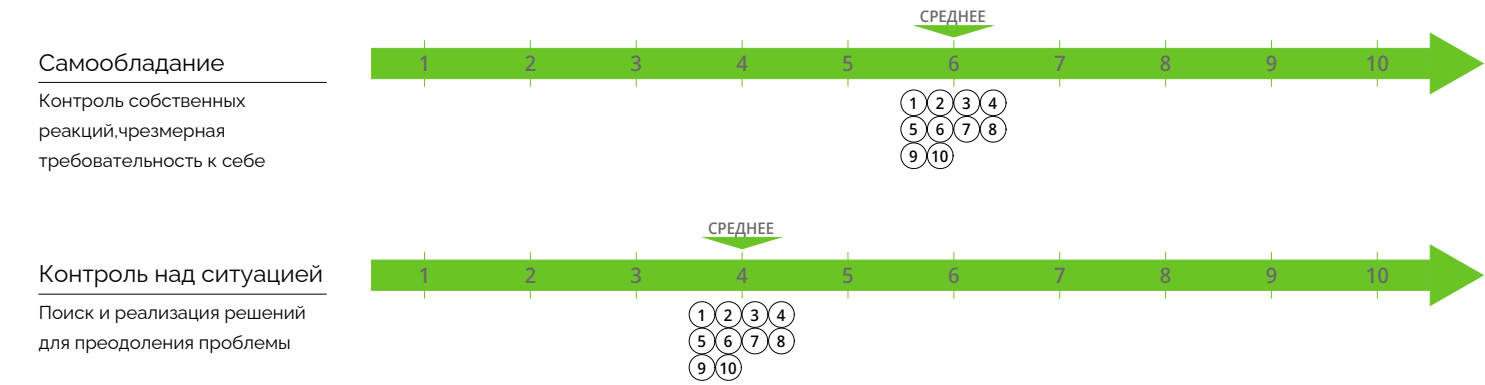 СРЕДНЕЕ
Самообладание
1 2 3 4 5 6 7 8 9 10
Контроль собственных
реакций,чрезмерная
требовательность к себе
1 2 3 4
5 6 7 8
9 10
СРЕДНЕЕ
Контроль над ситуацией
1 2 3 4 5 6 7 8 9 10
Поиск и реализация решений
для преодоления проблемы
1 2 3 4
5 6 7 8
9 10